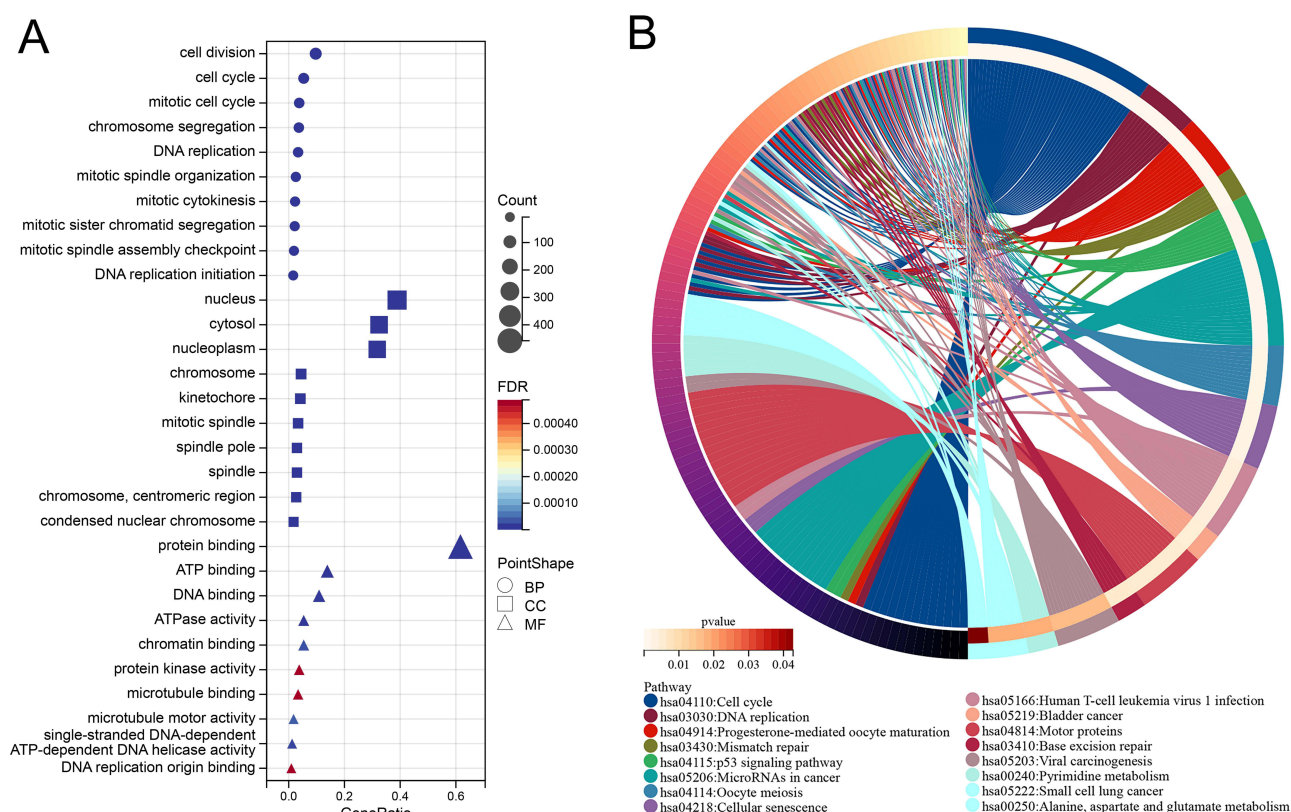 A
B
cell division
cell cycle
mitotic cell cycle
chromosome segregation
DNA replication
mitotic spindle organization
mitotic cytokinesis
mitotic sister chromatid segregation
mitotic spindle assembly checkpoint
DNA replication initiation
nucleus
cytosol
nucleoplasm
chromosome
kinetochore
mitotic spindle
spindle pole
spindle
chromosome, centromeric region
condensed nuclear chromosome
protein binding
ATP binding
DNA binding
ATPase activity
chromatin binding
protein kinase activity
microtubule binding
microtubule motor activity
single-stranded DNA-dependent
ATP-dependent DNA helicase activity
DNA replication origin binding
0.0 0.2 0.4 0.6
GeneRatio
Count
100
200
300
400
FDR
0.00040
0.00030
0.00020
0.00010
PointShape
BP
CC
MF
pvalue
0.01 0.02 0.03 0.04
Pathway
hsa04110:Cell cycle
hsa03030:DNA replication
hsa04914:Progesterone-mediated oocyte maturation
hsa03430:Mismatch repair
hsa04115:p53 signaling pathway
hsa05206:MicroRNAs in cancer
hsa04114:Oocyte meiosis
hsa04218:Cellular senescence
hsa05166:Human T-cell leukemia virus 1 infection
hsa05219:Bladder cancer
hsa04814:Motor proteins
hsa03410:Base excision repair
hsa05203:Viral carcinogenesis
hsa00240:Pyrimidine metabolism
hsa05222:Small cell lung cancer
hsa00250:Alanine, aspartate and glutamate metabolism